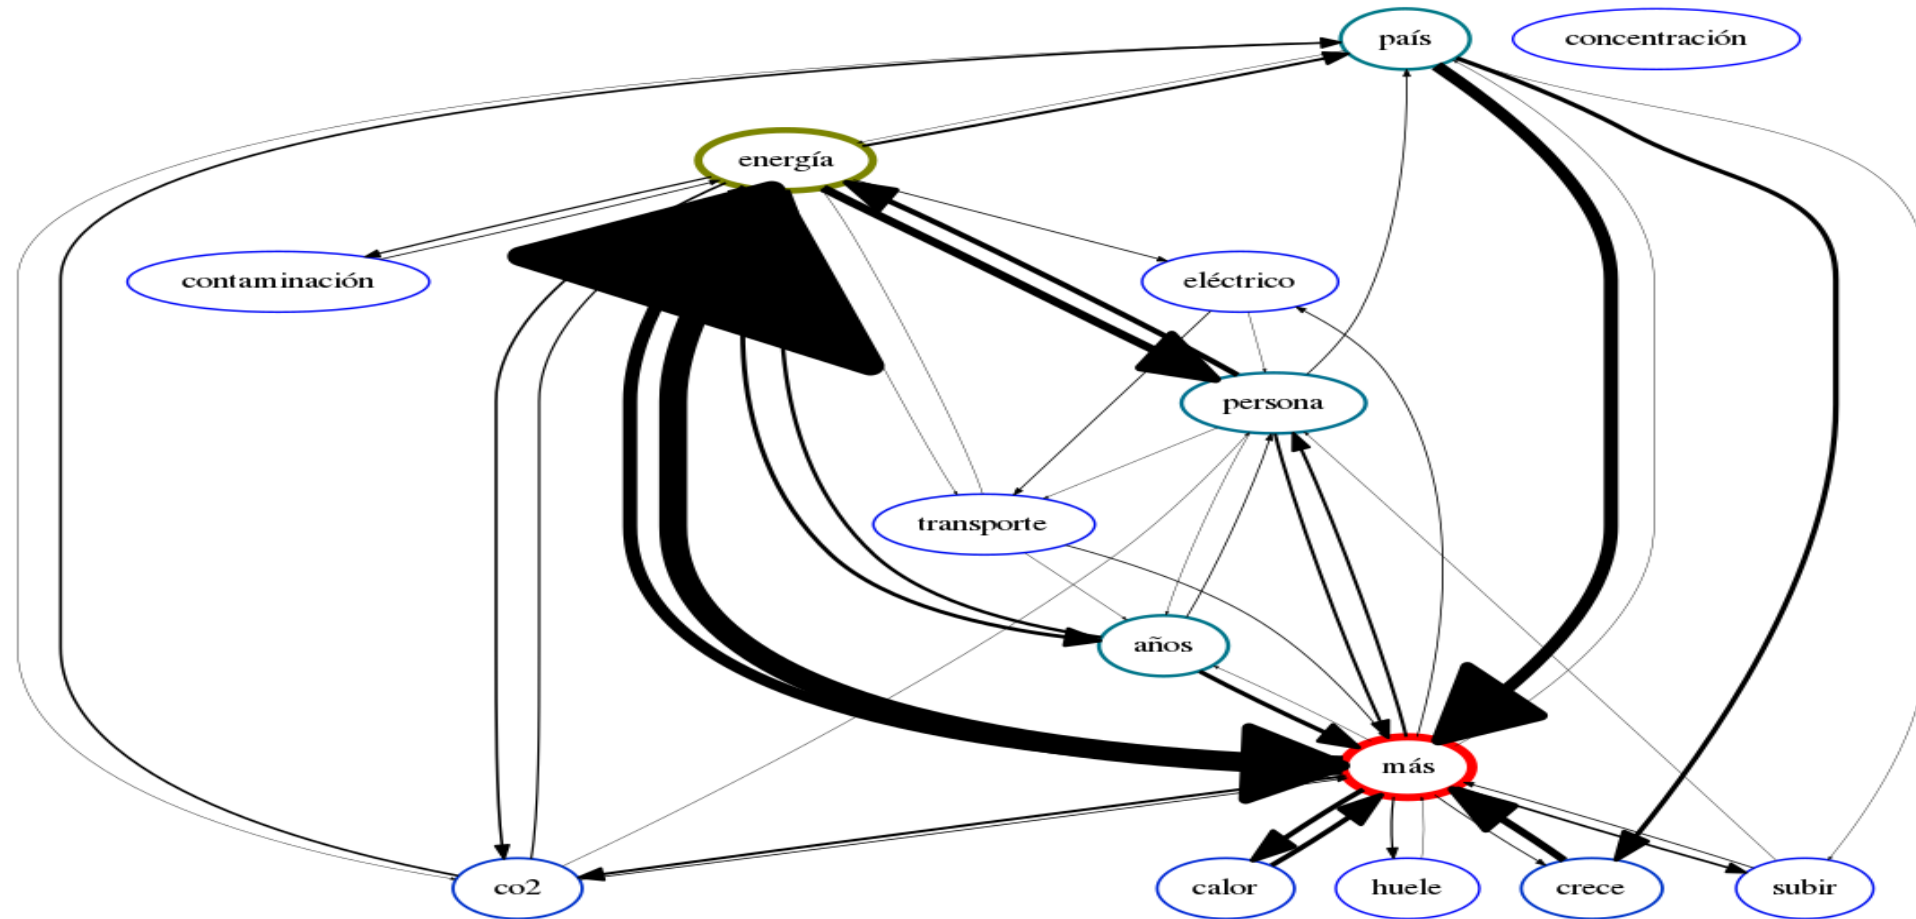 país
concentración
energía
contaminación
eléctrico
persona
transporte
años
más
co2
calor
huele
crece
subir